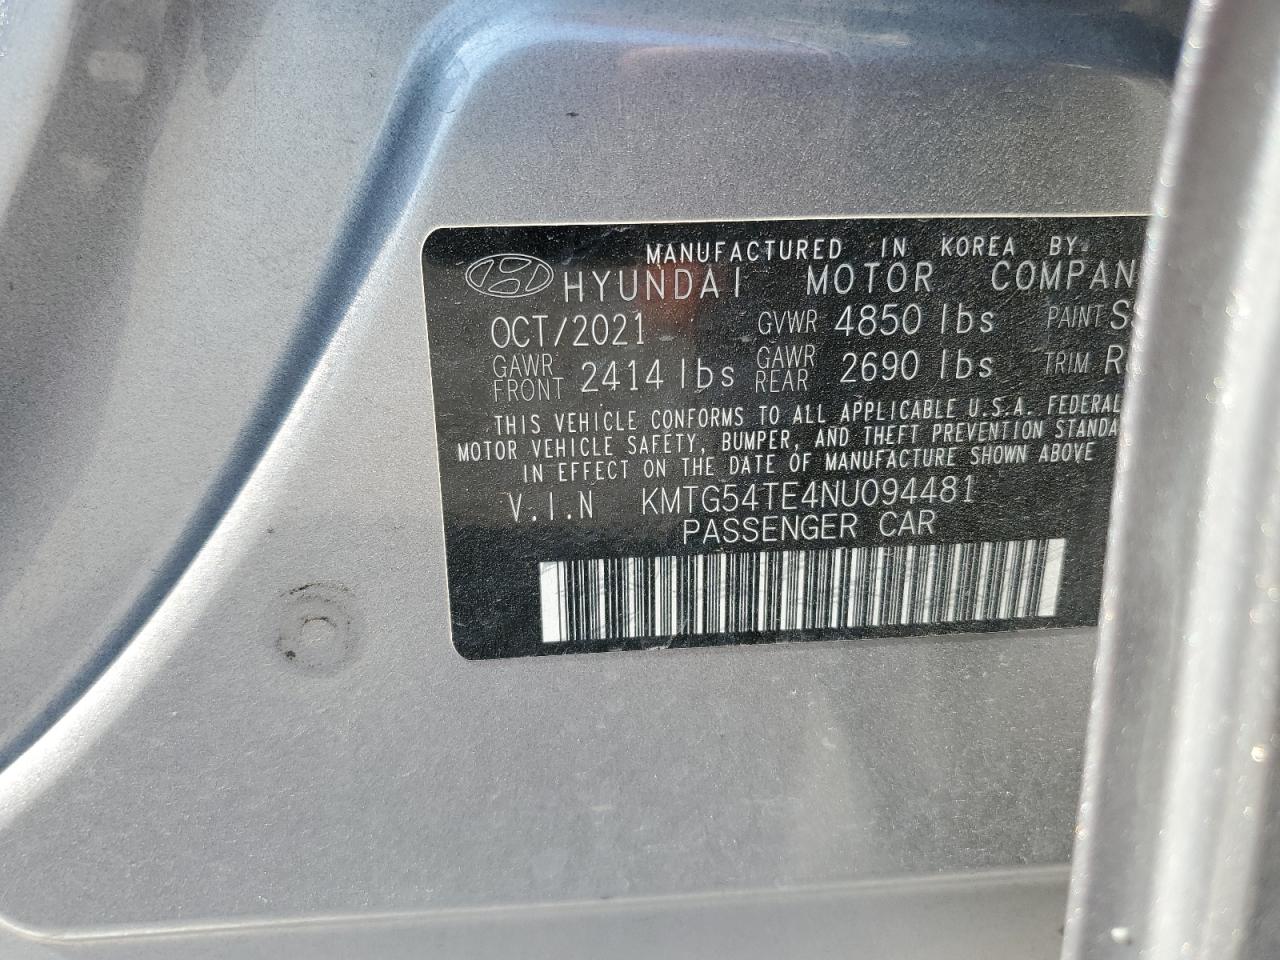 MANUFACTURED IN KOREA BY
HYUNDAI MOTOR COMPAN
OCT/2021 GVWR 4850 lbs PAINT S
GAWR FRONT 2414 lbs GAWR REAR 2690 lbs TRIM R
THIS VEHICLE CONFORMS TO ALL APPLICABLE U.S.A. FEDERAL
MOTOR VEHICLE SAFETY, BUMPER, AND THEFT PREVENTION STANDA
IN EFFECT ON THE DATE OF MANUFACTURE SHOWN ABOVE
V.I.N KMTG54TE4NU094481
PASSENGER CAR